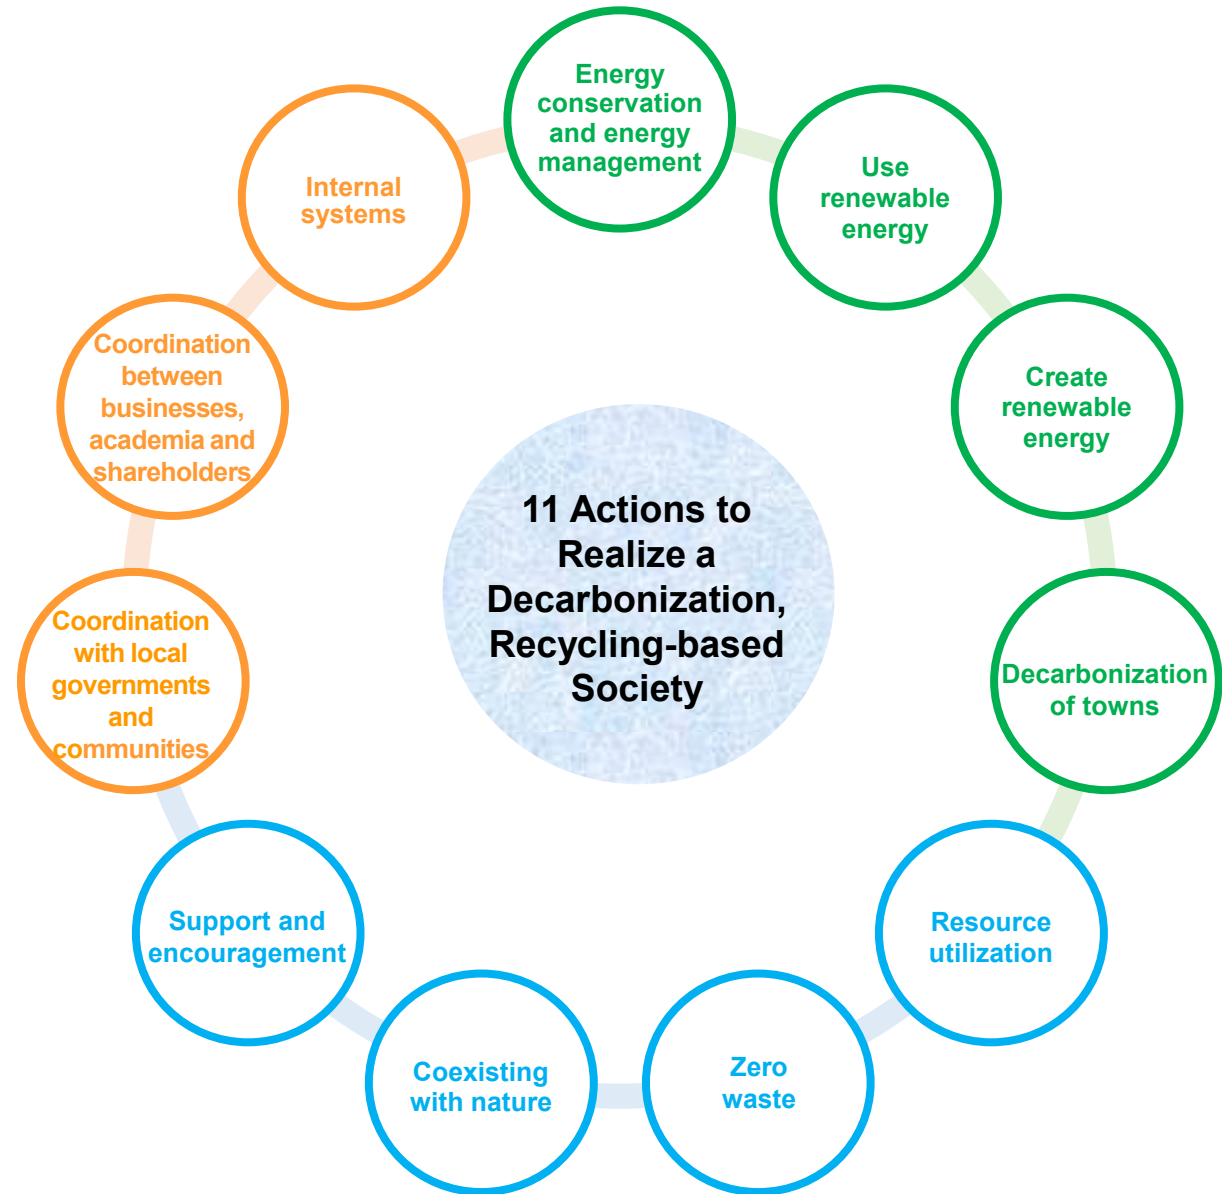 Energy
conservation
and energy
management
Use
renewable
energy
Create
renewable
energy
Decarbonization
of towns
Resource
utilization
Zero
waste
Coexisting
with nature
Support and
encouragement
Coordination
with local
governments
and
communities
Coordination
between
businesses,
academia and
shareholders
Internal
systems
11 Actions to
Realize a
Decarbonization,
Recycling-based
Society